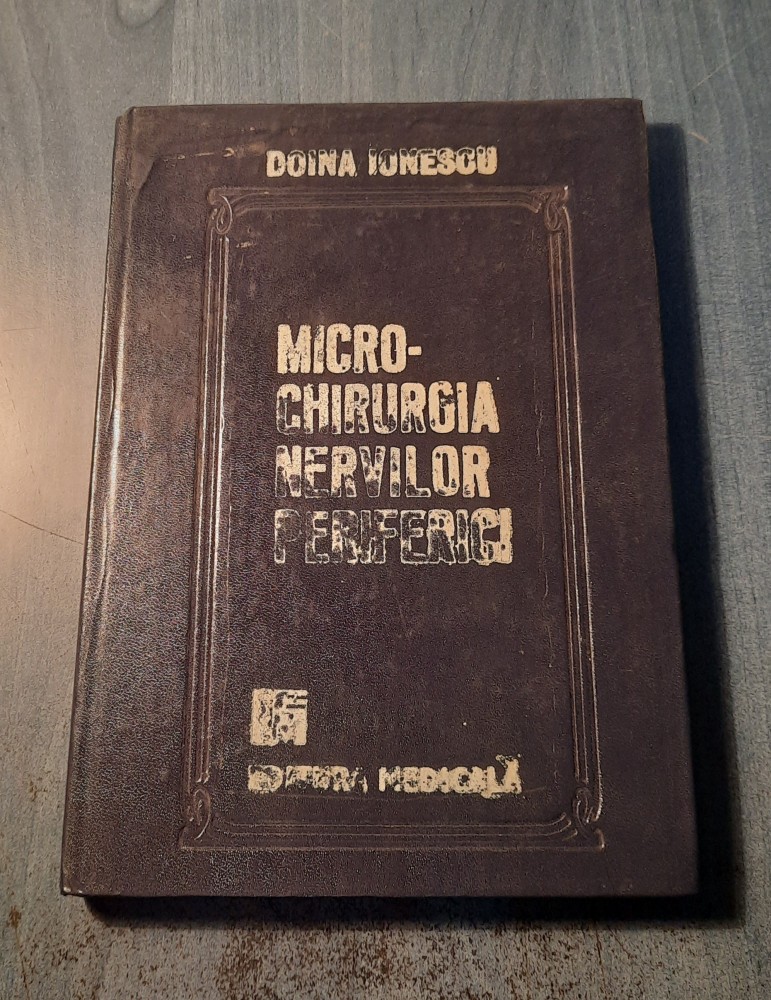 DOINA IONESCU
MICRO-
CHIRURGIA
NERVILOR
PERIFERICI
EDITURA MEDICALĂ